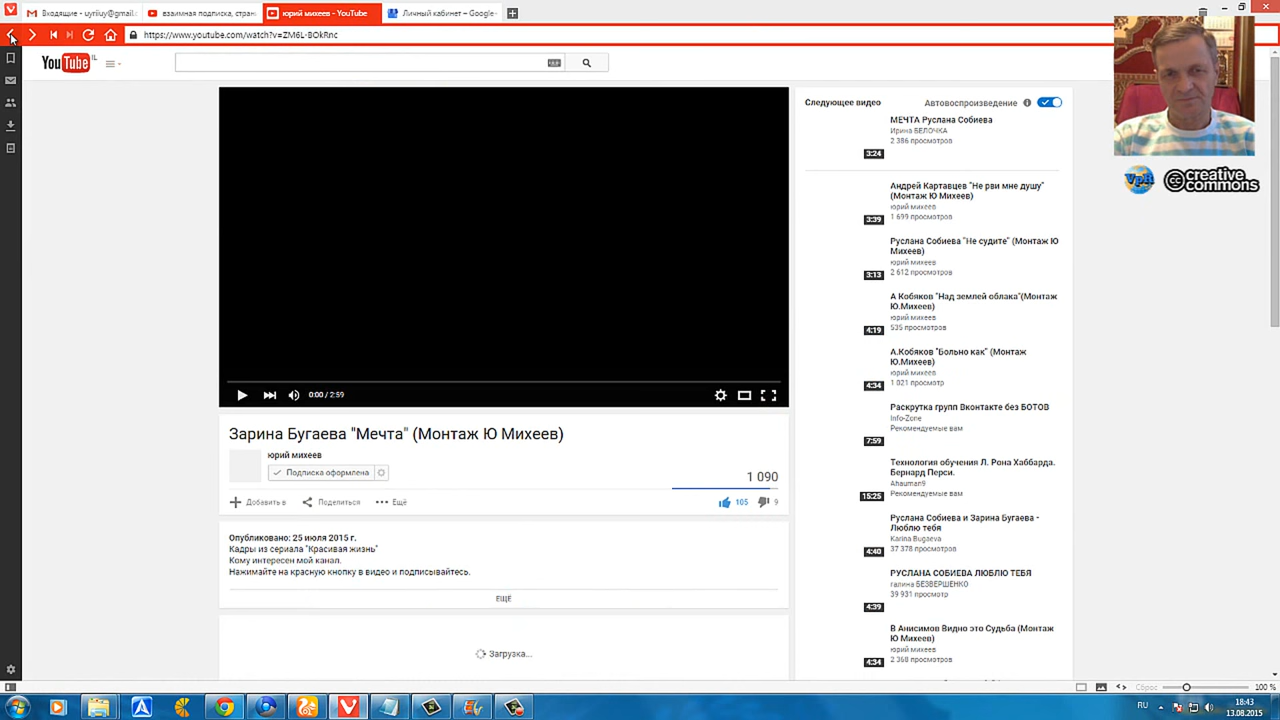 Входящие - uyriiuy@gmail
взаимная подписка, стран
юрий михеев - YouTube
Личный кабинет – Google
https://www.youtube.com/watch?v=ZM6L-BOkRnc
YouTube IL
creative commons
Следующее видео
Автовоспроизведение
МЕЧТА Руслана Собиева
Ирина БЕЛОЧКА
2 386 просмотров
3:24
Андрей Картавцев "Не рви мне душу"
(Монтаж Ю Михеев)
юрий михеев
1 699 просмотров
3:39
Руслана Собиева "Не судите" (Монтаж Ю
Михеев)
юрий михеев
2 612 просмотров
3:13
А Кобяков "Над землей облака"(Монтаж
Ю.Михеев)
юрий михеев
535 просмотров
4:19
А.Кобяков "Больно как" (Монтаж
Ю.Михеев)
юрий михеев
1 021 просмотр
4:34
Раскрутка групп Вконтакте без БОТОВ
Info-Zone
Рекомендуемые вам
7:59
Технология обучения Л. Рона Хаббарда.
Бернард Перси.
Ahauman9
Рекомендуемые вам
15:25
Руслана Собиева и Зарина Бугаева -
Люблю тебя
Karina Bugaeva
37 378 просмотров
4:40
РУСЛАНА СОБИЕВА ЛЮБЛЮ ТЕБЯ
галина БЕЗВЕРШЕНКО
39 931 просмотр
4:39
В Анисимов Видно это Судьба (Монтаж
Ю Михеев)
юрий михеев
2 368 просмотров
4:34
0:00 / 2:59
Зарина Бугаева "Мечта" (Монтаж Ю Михеев)
юрий михеев
Подписка оформлена
1 090
Добавить в
Поделиться
Ещё
105
9
Опубликовано: 25 июля 2015 г.
Кадры из сериала "Красивая жизнь"
Кому интересен мой канал.
Нажимайте на красную кнопку в видео и подписывайтесь.
ЕЩЁ
Загрузка...
Сброс
100 %
RU
18:43
13.08.2015